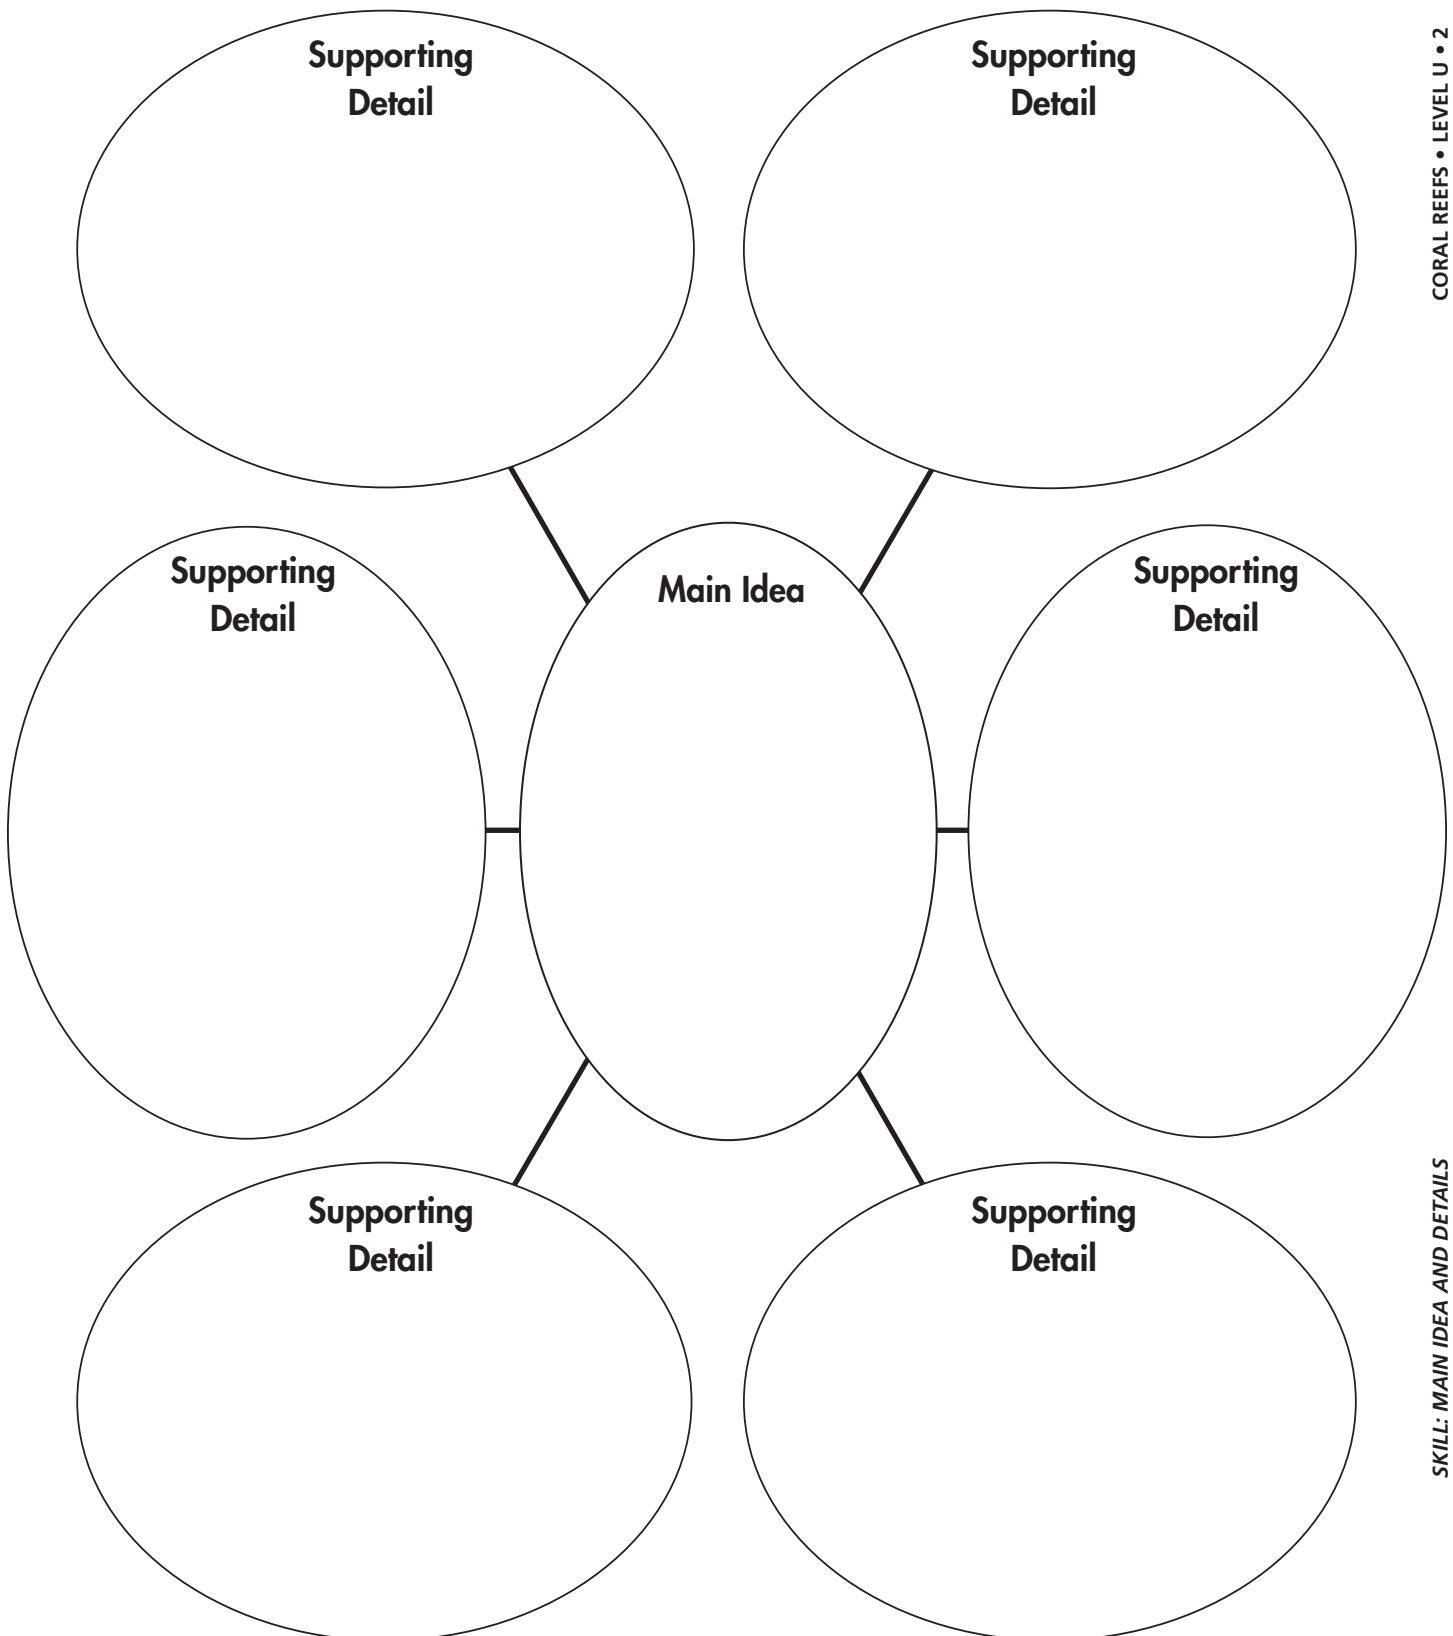 Supporting
Detail
Supporting
Detail
CORAL REEFS • LEVEL U • 2
Supporting
Detail
Main Idea
Supporting
Detail
Supporting
Detail
Supporting
Detail
SKILL: MAIN IDEA AND DETAILS